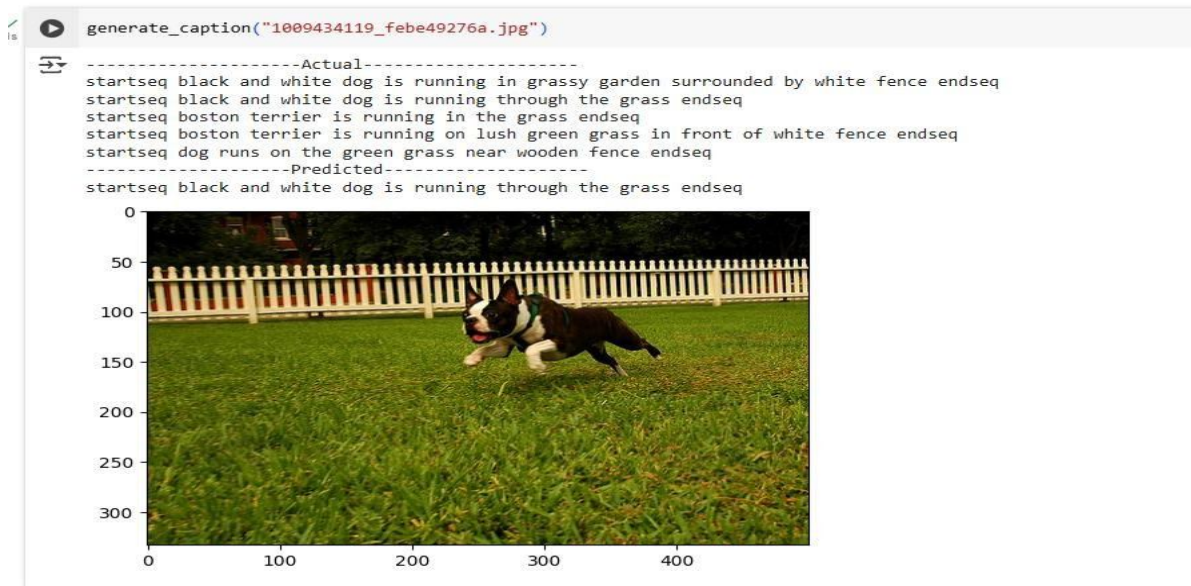 is
generate_caption("1009434119_febe49276a.jpg")
---------------------Actual---------------------
startseq black and white dog is running in grassy garden surrounded by white fence endseq
startseq black and white dog is running through the grass endseq
startseq boston terrier is running in the grass endseq
startseq boston terrier is running on lush green grass in front of white fence endseq
startseq dog runs on the green grass near wooden fence endseq
--------------------Predicted--------------------
startseq black and white dog is running through the grass endseq
0
50
100
150
200
250
300
0 100 200 300 400